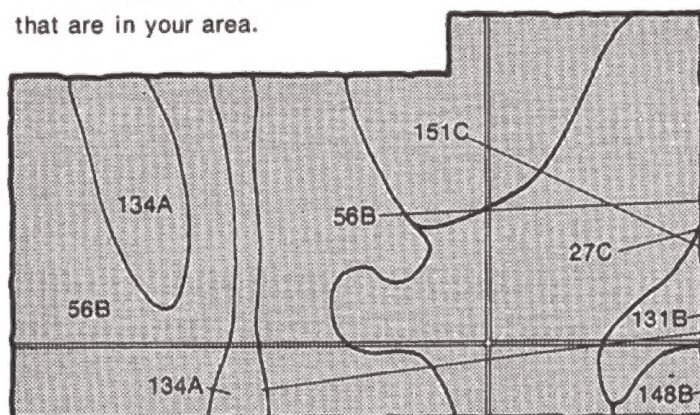 that are in your area.
151C
134A
56B
27C
56B
131B
134A
148B